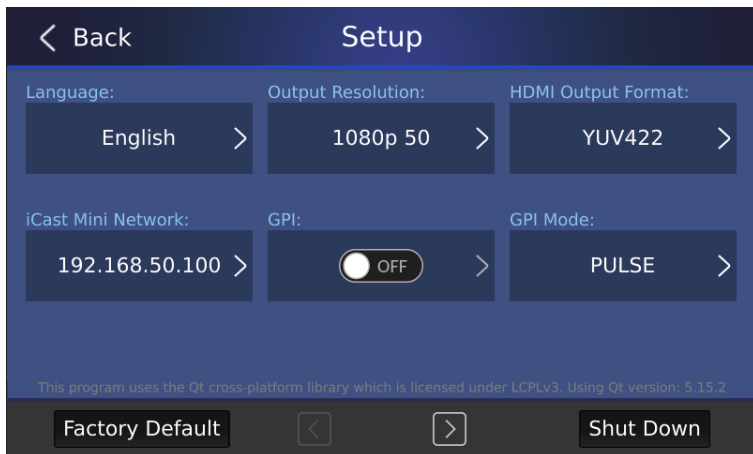 Back
Setup
Language:
Output Resolution:
HDMI Output Format:
English
1080p 50
YUV422
iCast Mini Network:
GPI:
GPI Mode:
192.168.50.100
OFF
PULSE
This program uses the Qt cross-platform library which is licensed under LCPLv3. Using Qt version: 5.15.2
Factory Default
Shut Down